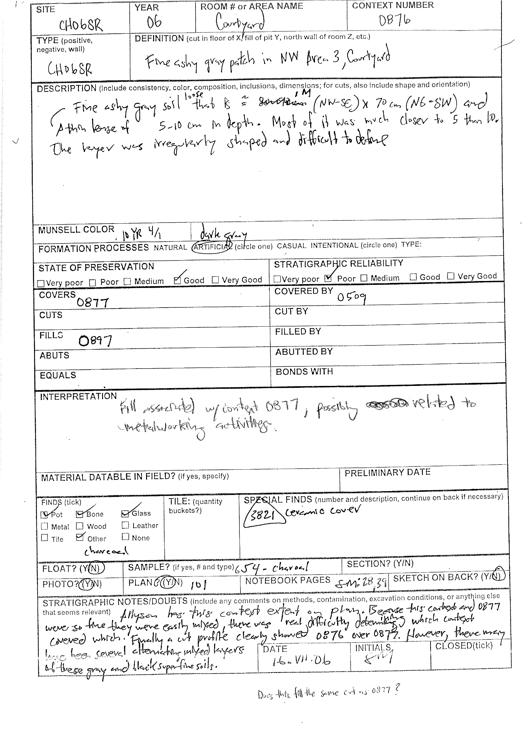 SITE
CH06SR
YEAR
06
ROOM # or AREA NAME
Courtyard
CONTEXT NUMBER
0876
TYPE (positive, negative, wall)
CH06SR
DEFINITION (cut in floor of X/fill of pit Y, north wall of room Z, etc.)
Fine ashy gray patch in NW Area 3, Courtyard
DESCRIPTION (include consistency, color, composition, inclusions, dimensions; for cuts, also include shape and orientation)
Fine ashy gray soil loose that is ≈ 1 M (NW-SE) x 70 cm (NE-SW) and
A thin lense of 5-10 cm in depth. Most of it was much closer to 5 than 10.
The layer was irregularly shaped and difficult to define
MUNSELL COLOR 10 YR 4/1 dark gray
FORMATION PROCESSES NATURAL ARTIFICIAL (circle one) CASUAL INTENTIONAL (circle one) TYPE:
STATE OF PRESERVATION
Very poor Poor Medium Good Very Good
STRATIGRAPHIC RELIABILITY
Very poor Poor Medium Good Very Good
COVERS 0877
COVERED BY 0509
CUTS
CUT BY
FILLS 0897
FILLED BY
ABUTS
ABUTTED BY
EQUALS
BONDS WITH
INTERPRETATION
Fill associated w/ context 0877, possibly related to
metalworking activities.
MATERIAL DATABLE IN FIELD? (if yes, specify)
PRELIMINARY DATE
FINDS (tick)
Pot Bone Glass
Metal Wood Leather
Tile Other None
charcoal
TILE: (quantity buckets?)
SPECIAL FINDS (number and description, continue on back if necessary)
3821 ceramic cover
FLOAT? (Y/N)
SAMPLE? (if yes, # and type) 654 - charcoal
SECTION? (Y/N)
PHOTO? (Y/N)
PLAN? (Y/N) 101
NOTEBOOK PAGES
SKETCH ON BACK? (Y/N)
STRATIGRAPHIC NOTES/DOUBTS (include any comments on methods, contamination, excavation conditions, or anything else that seems relevant)
Allyson has this context extent on plan. Because this context and 0877
were so fine they were easily mixed, there was real difficulty determining which context
covered which. Finally a cut profile clearly showed 0876 over 0877. However, there may
have been several alternating mixed layers
of these gray and black superfine soils.
DATE
16-VII-06
INITIALS
CLOSED(tick)
Does this fill the same cut as 0877?